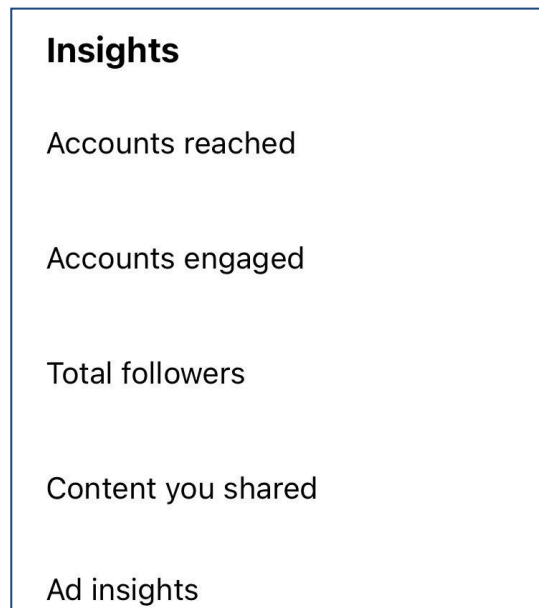 Insights
Accounts reached
Accounts engaged
Total followers
Content you shared
Ad insights